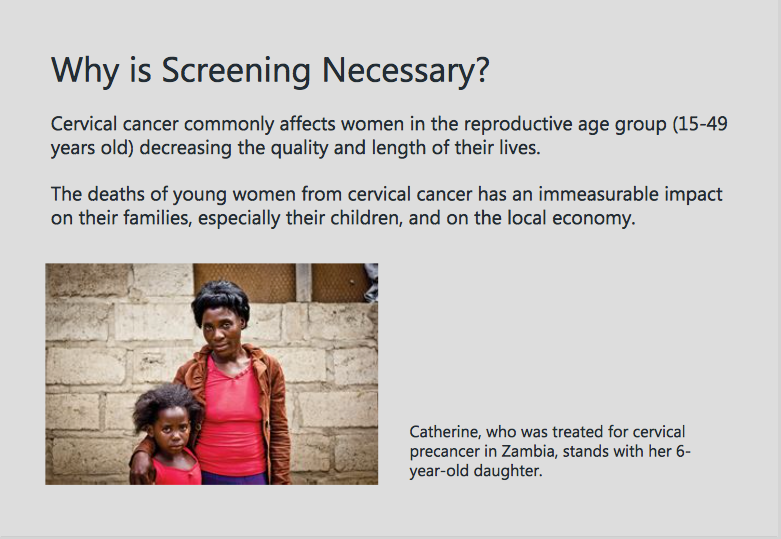 Why is Screening Necessary?
Cervical cancer commonly affects women in the reproductive age group (15-49
years old) decreasing the quality and length of their lives.
The deaths of young women from cervical cancer has an immeasurable impact
on their families, especially their children, and on the local economy.
Catherine, who was treated for cervical
precancer in Zambia, stands with her 6-
year-old daughter.